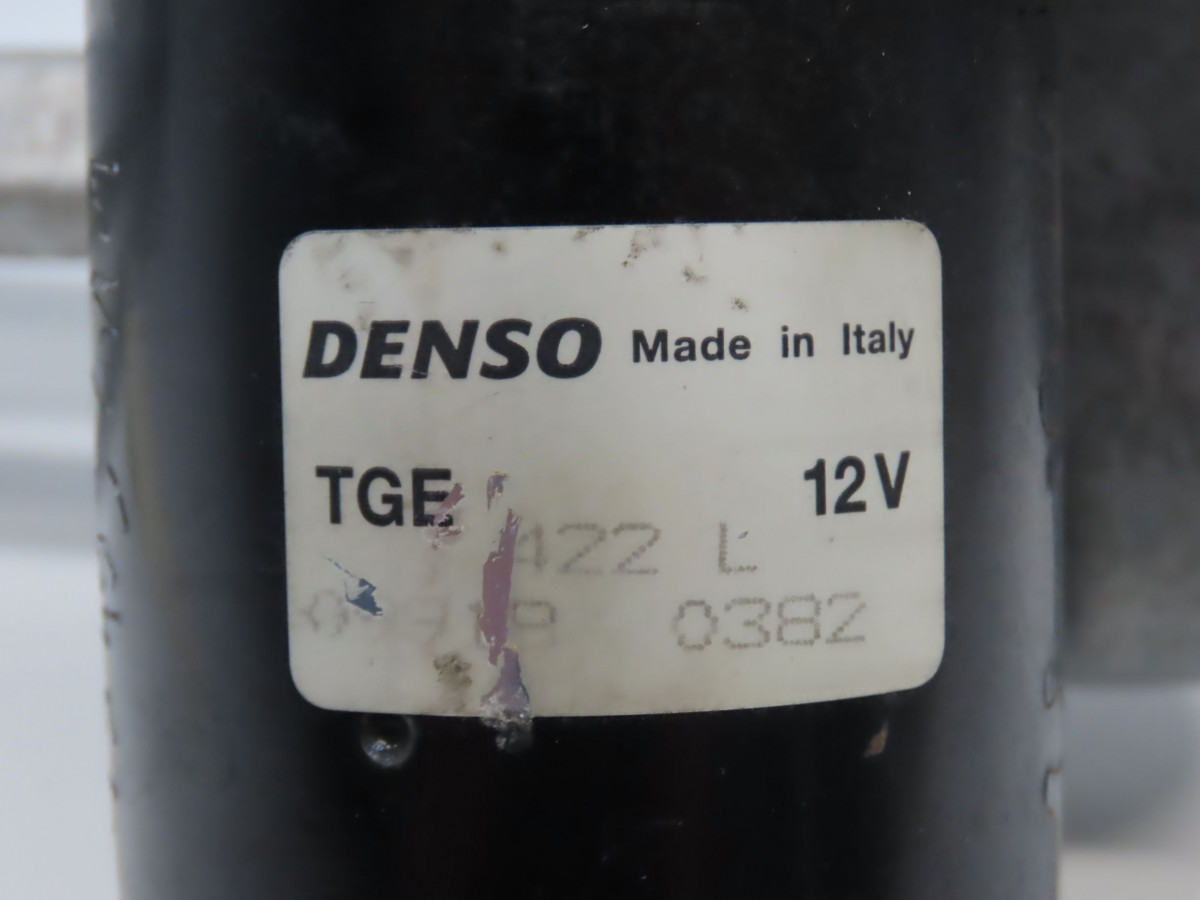 DENSO Made in Italy
TGE 12V
422 L
0382